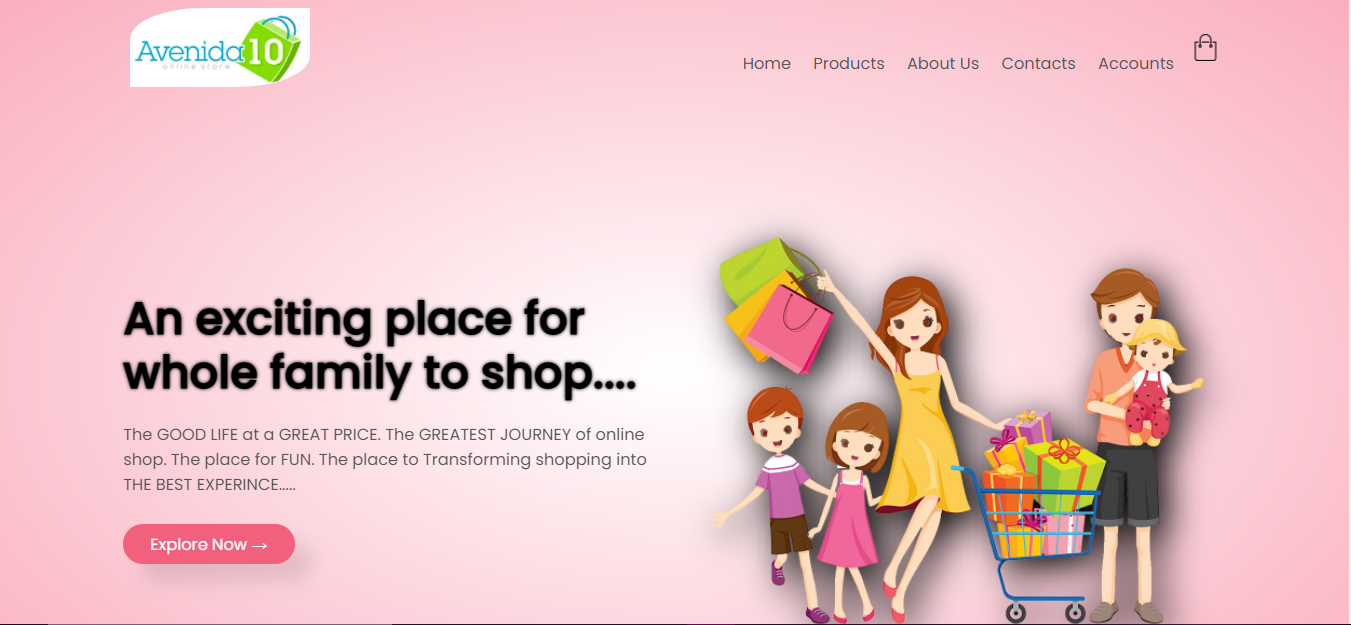 Avenida 10
online store
Home Products About Us Contacts Accounts
An exciting place for
whole family to shop....
The GOOD LIFE at a GREAT PRICE. The GREATEST JOURNEY of online
shop. The place for FUN. The place to Transforming shopping into
THE BEST EXPERINCE.....
Explore Now →